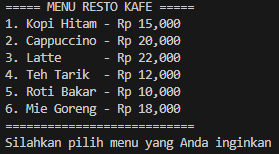 ===== MENU RESTO KAFE =====
1. Kopi Hitam - Rp 15,000
2. Cappuccino - Rp 20,000
3. Latte      - Rp 22,000
4. Teh Tarik  - Rp 12,000
5. Roti Bakar - Rp 10,000
6. Mie Goreng - Rp 18,000
===========================
Silahkan pilih menu yang Anda inginkan